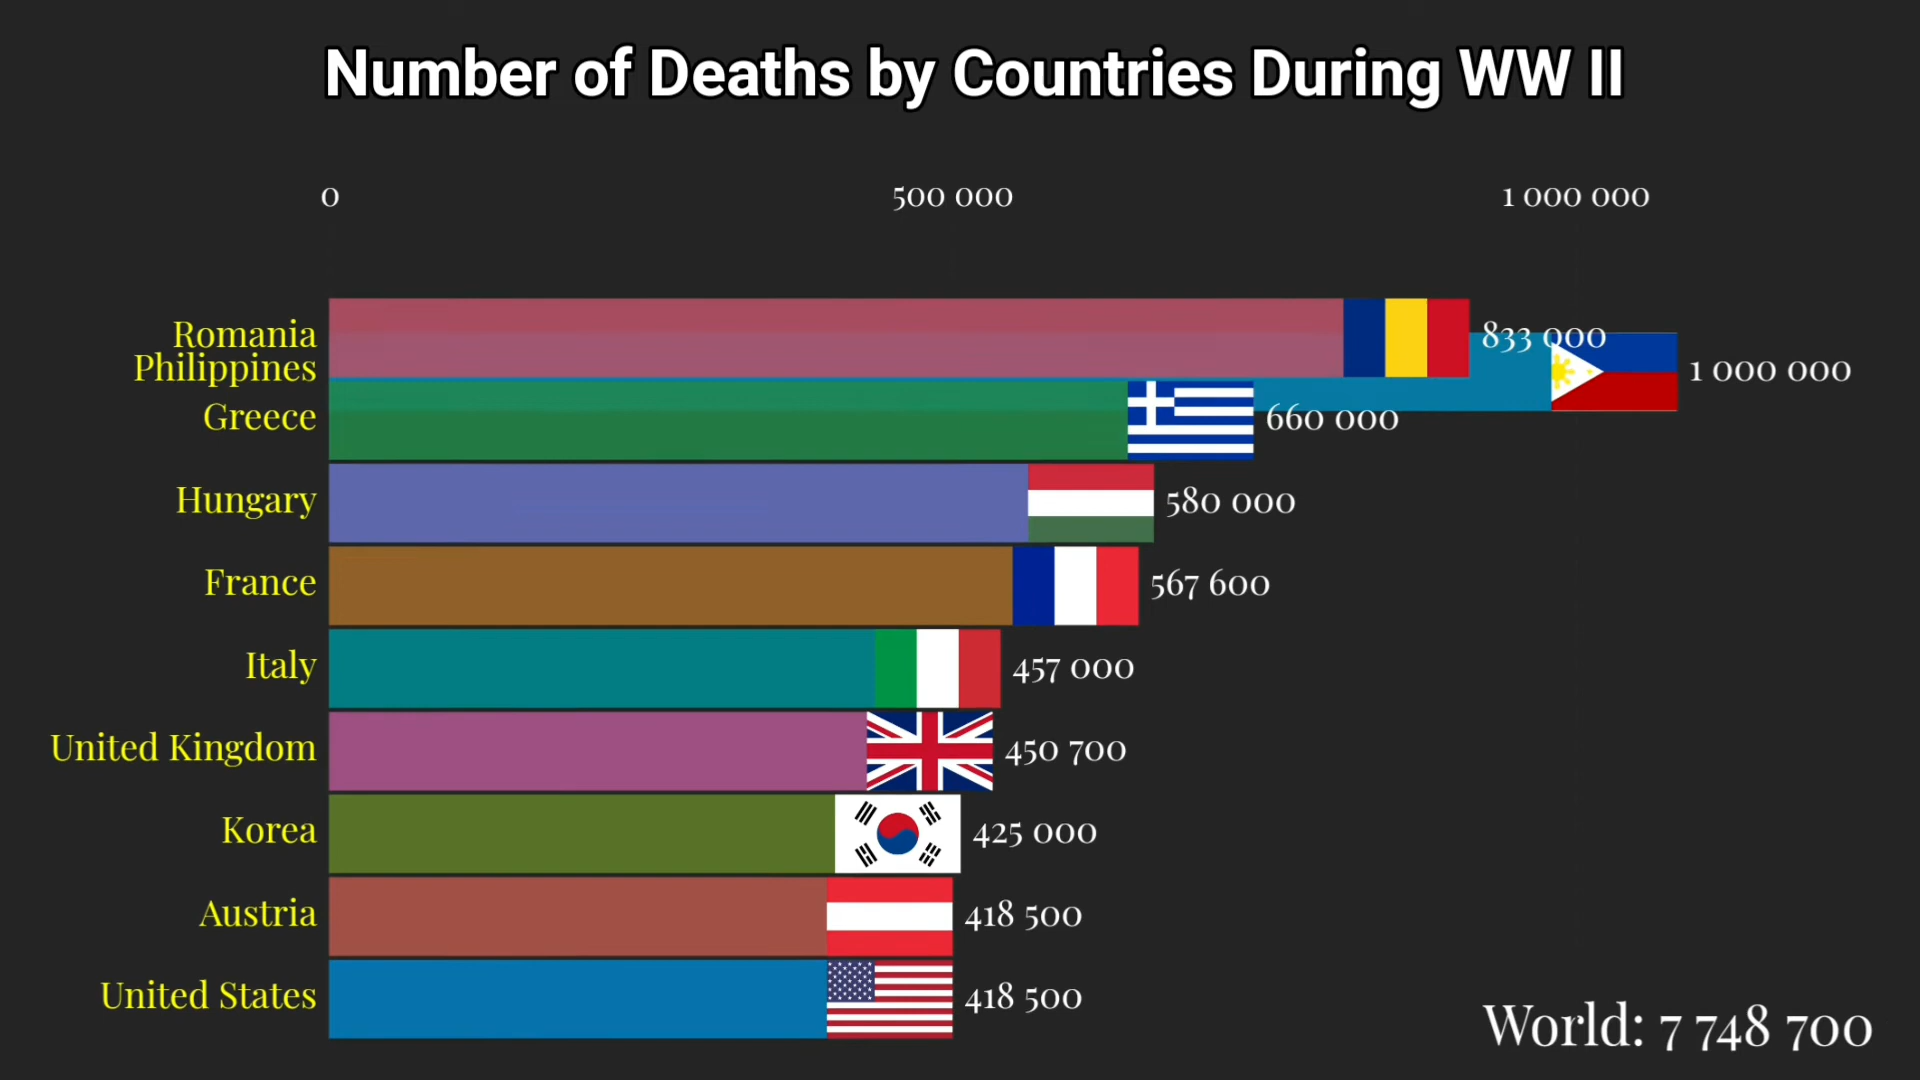 Number of Deaths by Countries During WW II
0 500 000 1 000 000
Romania 833 000
Philippines 1 000 000
Greece 660 000
Hungary 580 000
France 567 600
Italy 457 000
United Kingdom 450 700
Korea 425 000
Austria 418 500
United States 418 500
World: 7 748 700